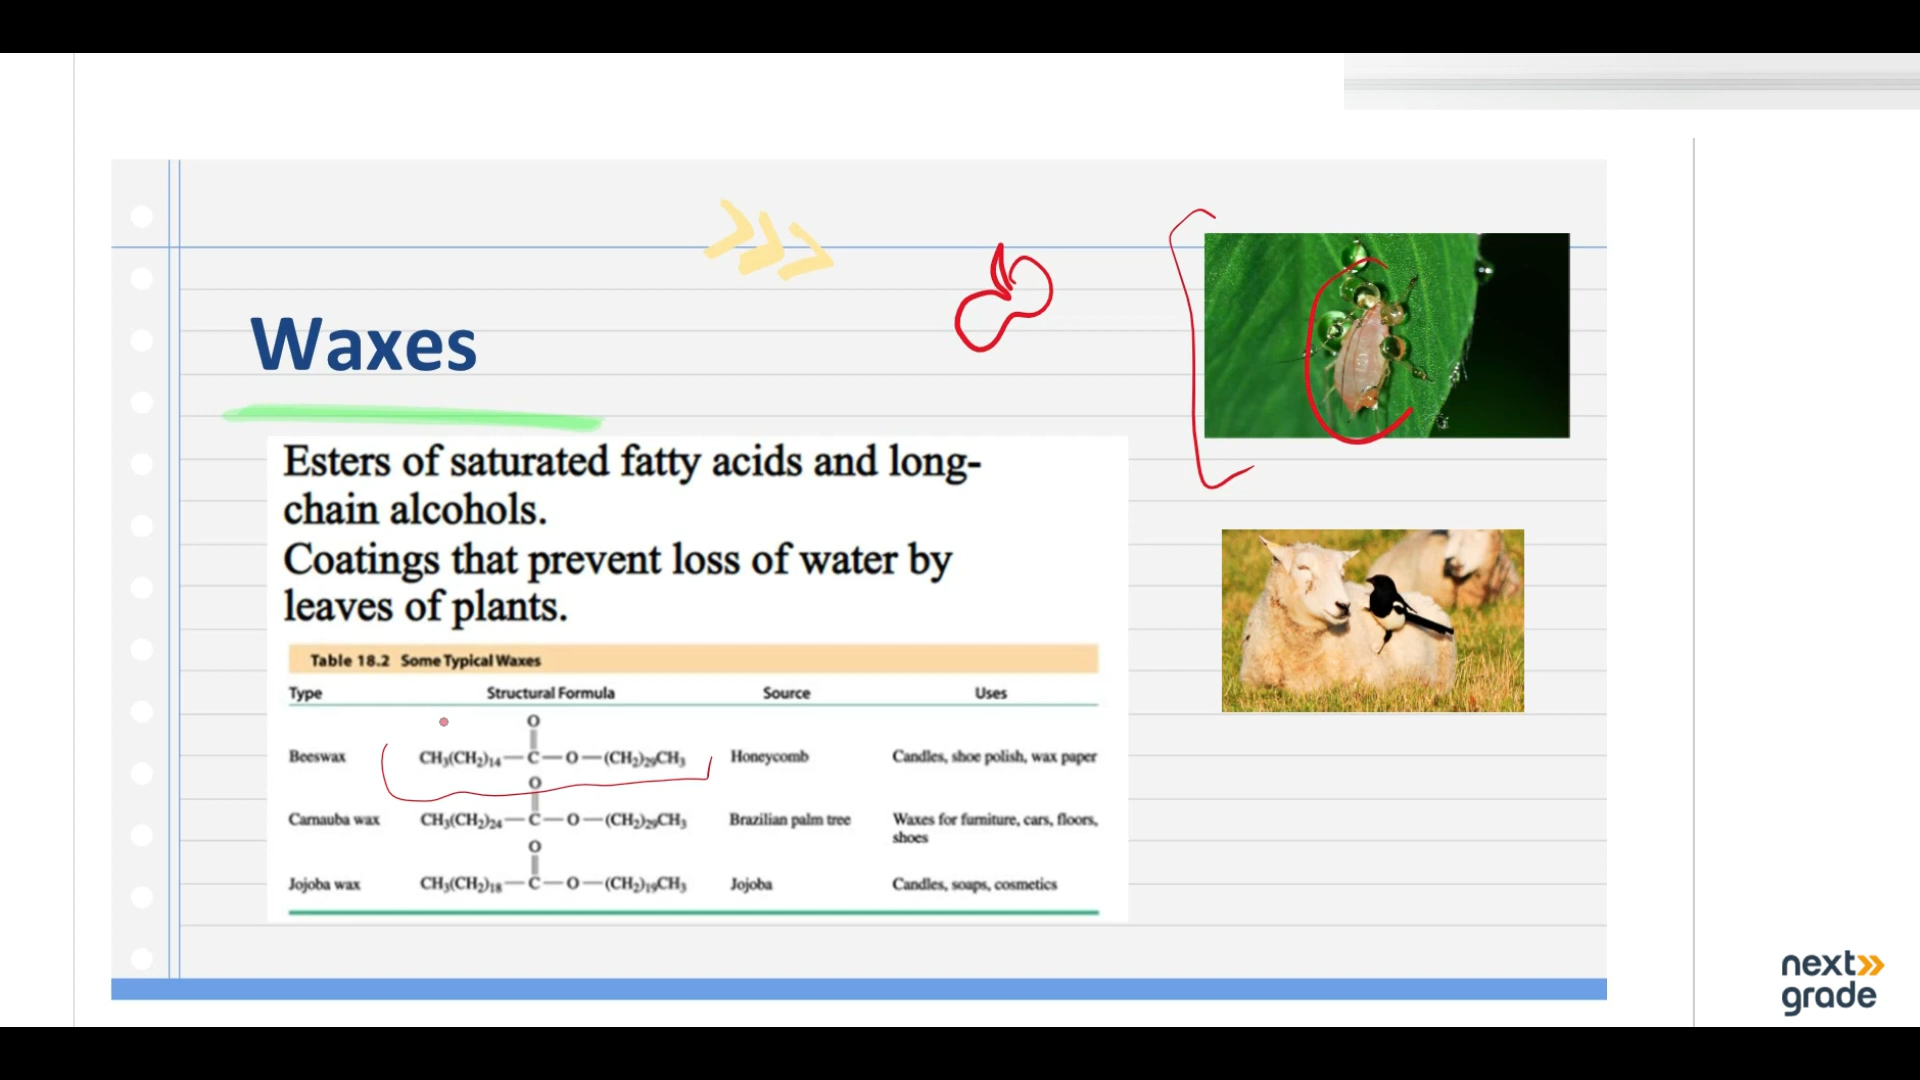 Waxes
Esters of saturated fatty acids and long-
chain alcohols.
Coatings that prevent loss of water by
leaves of plants.
Table 18.2 Some Typical Waxes
Type Structural Formula Source Uses
O
Beeswax CH₃(CH₂)₁₄—C—O—(CH₂)₂₉CH₃ Honeycomb Candles, shoe polish, wax paper
O
Carnauba wax CH₃(CH₂)₂₄—C—O—(CH₂)₂₉CH₃ Brazilian palm tree Waxes for furniture, cars, floors,
shoes
O
Jojoba wax CH₃(CH₂)₁₈—C—O—(CH₂)₁₉CH₃ Jojoba Candles, soaps, cosmetics
next
grade